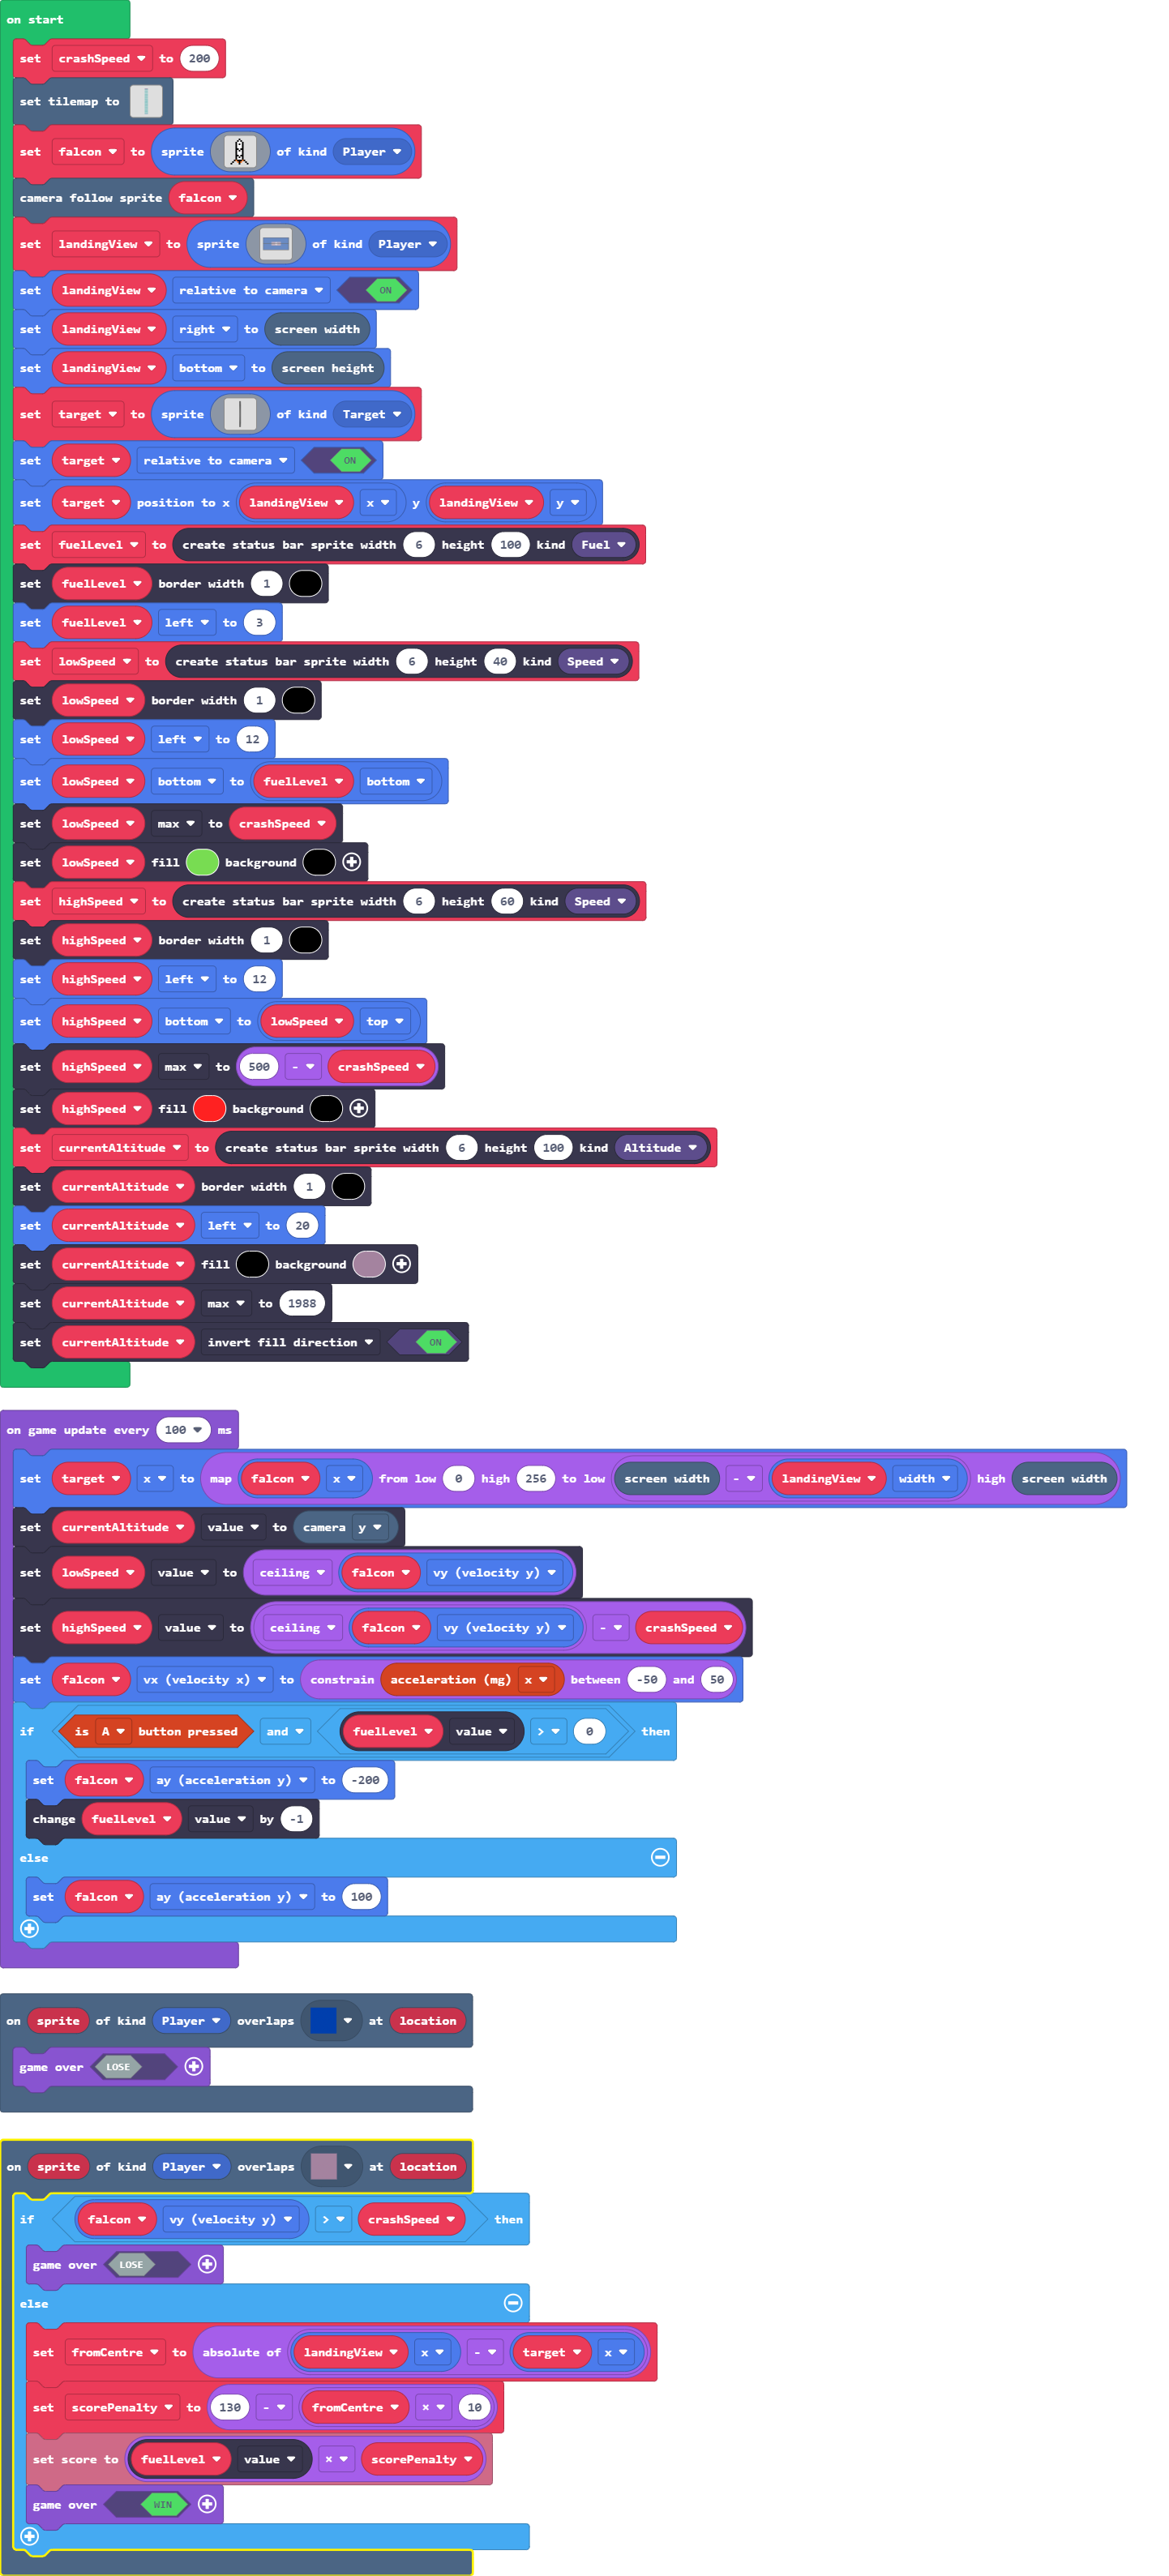 on start
set crashSpeed to 200
set tilemap to
set falcon to sprite of kind Player
camera follow sprite falcon
set landingView to sprite of kind Player
set landingView relative to camera ON
set landingView right to screen width
set landingView bottom to screen height
set target to sprite of kind Target
set target relative to camera ON
set target position to x landingView x y landingView y
set fuelLevel to create status bar sprite width 6 height 100 kind Fuel
set fuelLevel border width 1
set fuelLevel left to 3
set lowSpeed to create status bar sprite width 6 height 40 kind Speed
set lowSpeed border width 1
set lowSpeed left to 12
set lowSpeed bottom to fuelLevel bottom
set lowSpeed max to crashSpeed
set lowSpeed fill background
set highSpeed to create status bar sprite width 6 height 60 kind Speed
set highSpeed border width 1
set highSpeed left to 12
set highSpeed bottom to lowSpeed top
set highSpeed max to 500 - crashSpeed
set highSpeed fill background
set currentAltitude to create status bar sprite width 6 height 100 kind Altitude
set currentAltitude border width 1
set currentAltitude left to 20
set currentAltitude fill background
set currentAltitude max to 1988
set currentAltitude invert fill direction ON
on game update every 100 ms
set target x to map falcon x from low 0 high 256 to low screen width - landingView width high screen width
set currentAltitude value to camera y
set lowSpeed value to ceiling falcon vy (velocity y)
set highSpeed value to ceiling falcon vy (velocity y) - crashSpeed
set falcon vx (velocity x) to constrain acceleration (mg) x between -50 and 50
if is A button pressed and fuelLevel value > 0 then
set falcon ay (acceleration y) to -200
change fuelLevel value by -1
else
set falcon ay (acceleration y) to 100
on sprite of kind Player overlaps at location
game over LOSE
on sprite of kind Player overlaps at location
if falcon vy (velocity y) > crashSpeed then
game over LOSE
else
set fromCentre to absolute of landingView x - target x
set scorePenalty to 130 - fromCentre × 10
set score to fuelLevel value × scorePenalty
game over WIN